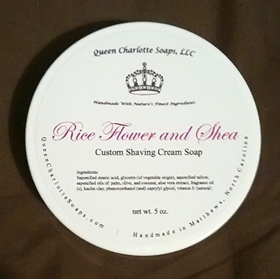 Queen Charlotte Soaps, LLC
Handmade With Nature's Finest Ingredients
Rice Flower and Shea
Custom Shaving Cream Soap
Ingredients:
Saponified stearic acid, glycerin (of vegetable origin), saponified tallow,
saponified oils of palm, olive, and coconut, aloe vera extract, fragrance oil
(s), kaolin clay, phenoxyethanol (and) caprylyl glycol, vitamin E (natural)
net wt. 5 oz.
QueenCharlotteSoaps.com
Handmade in Matthews, North Carolina